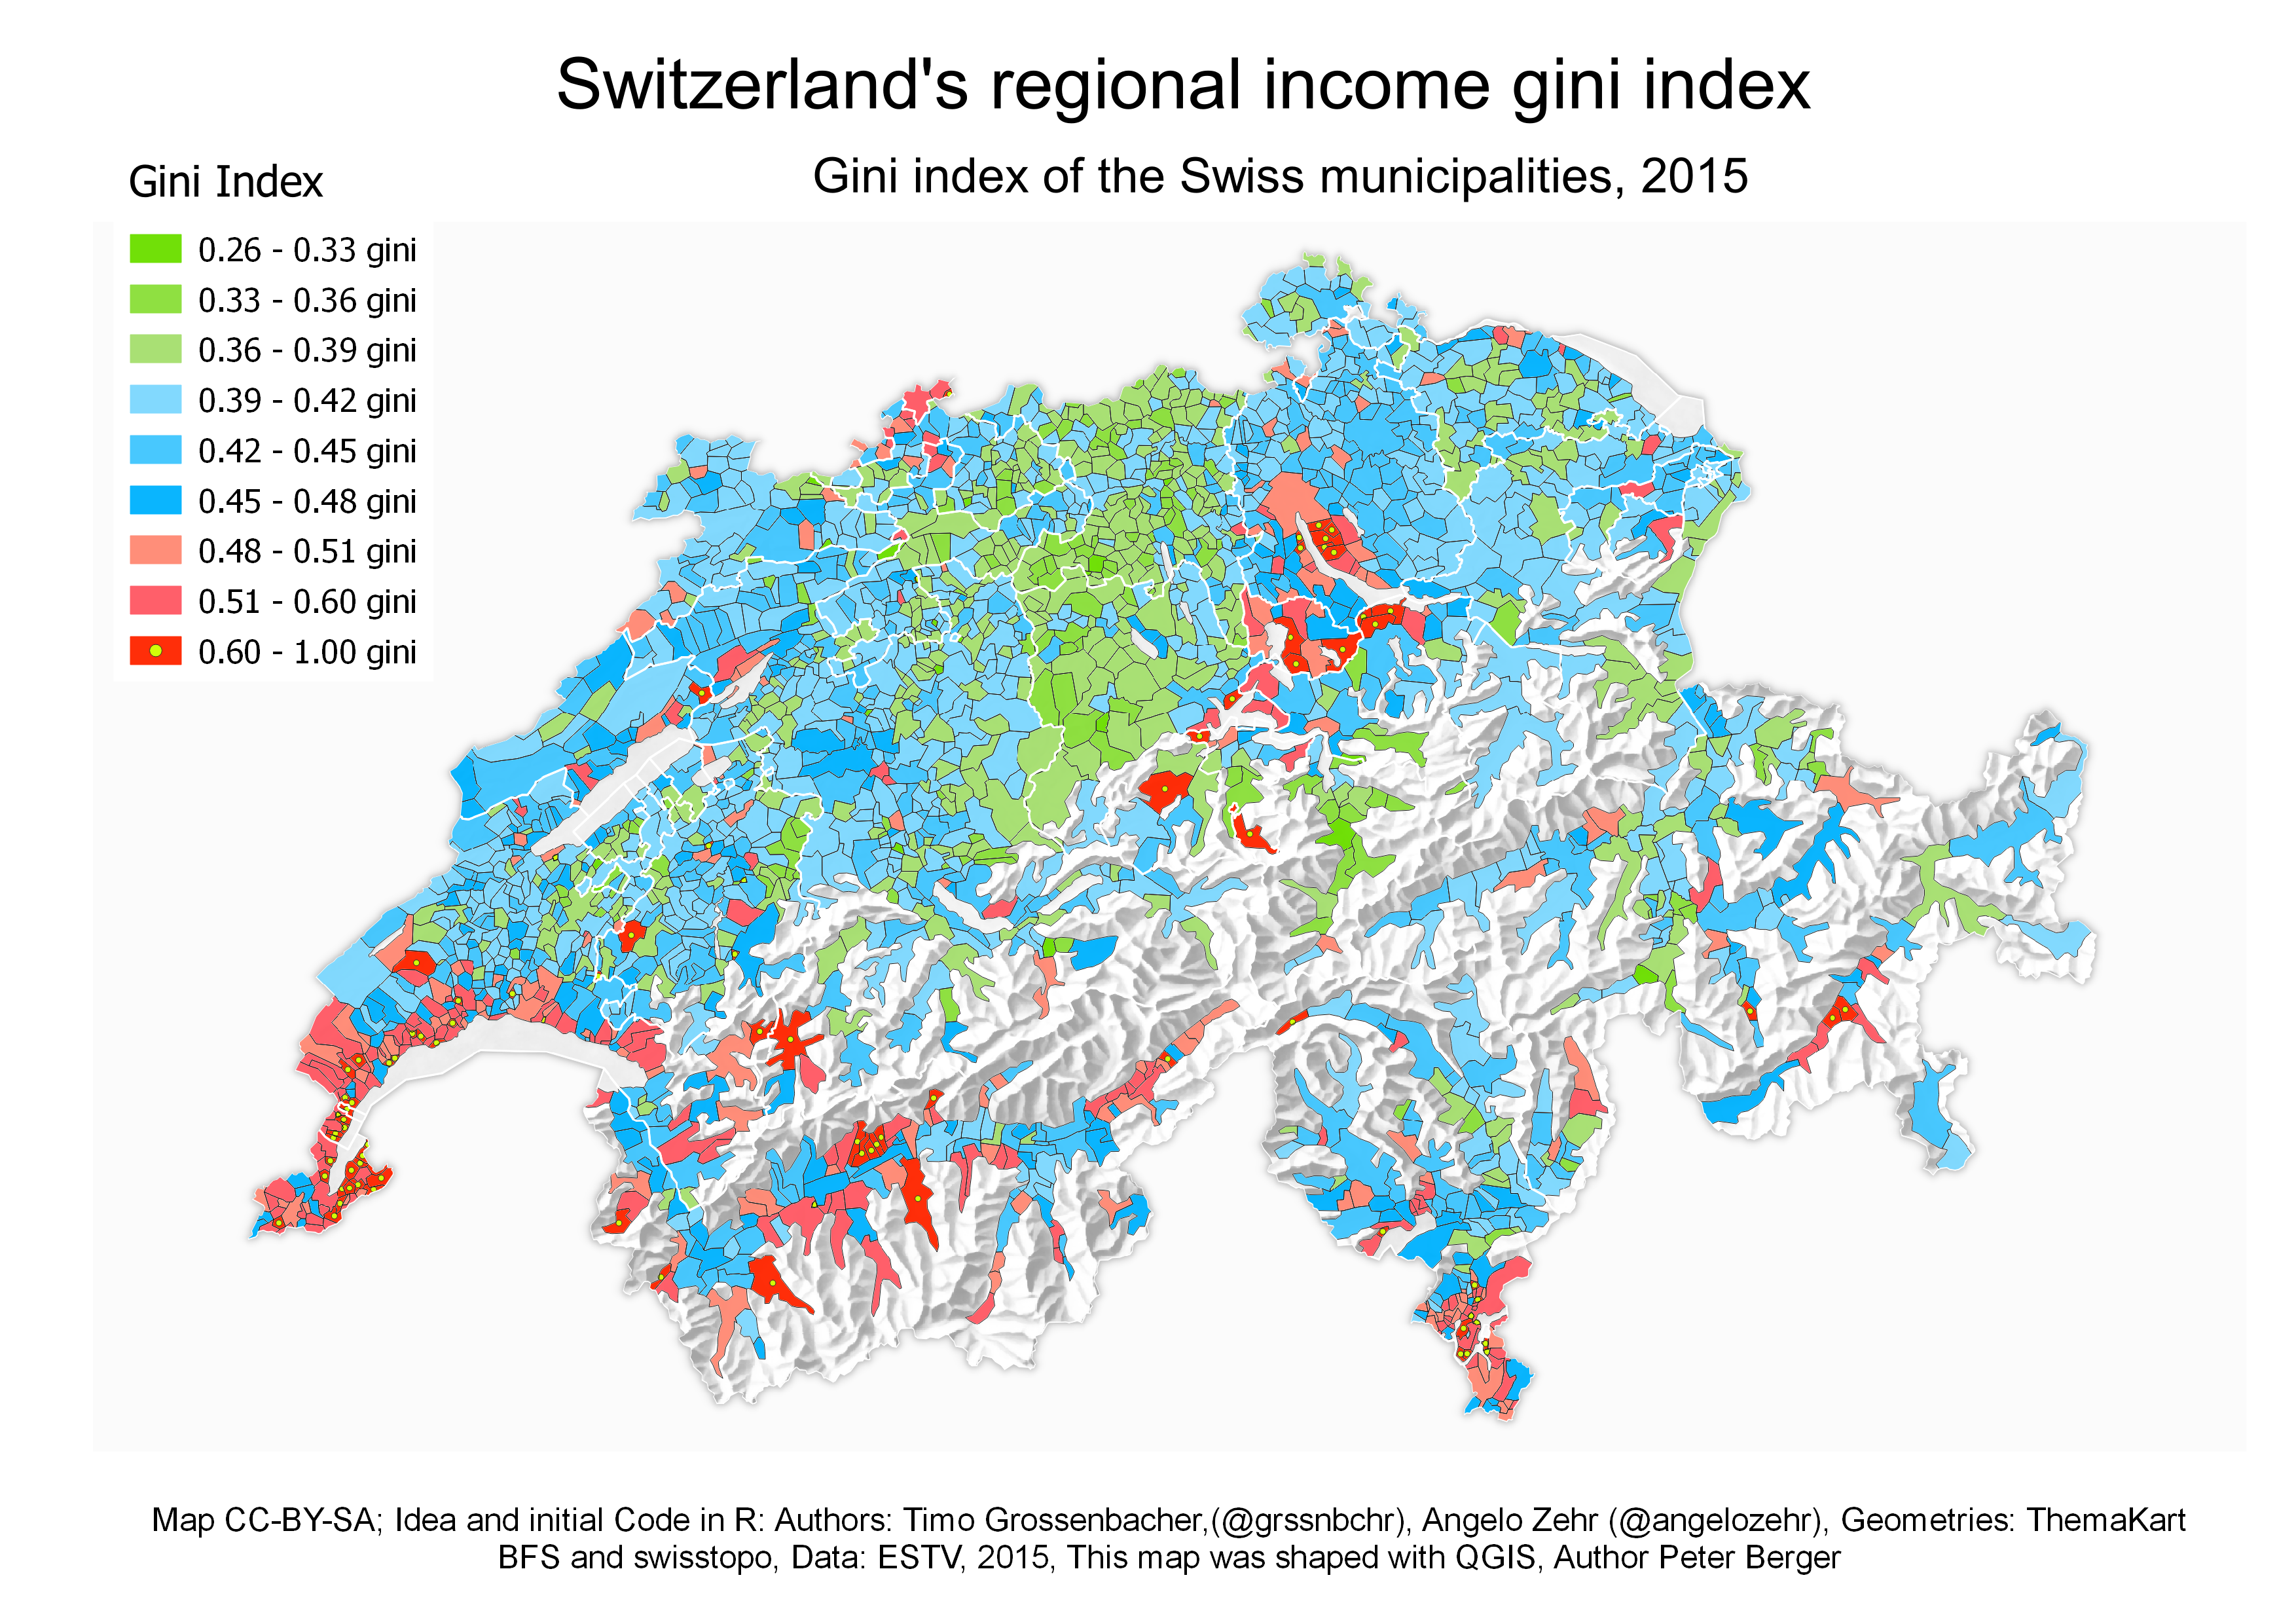 Switzerland's regional income gini index
Gini index of the Swiss municipalities, 2015
Gini Index
0.26 - 0.33 gini
0.33 - 0.36 gini
0.36 - 0.39 gini
0.39 - 0.42 gini
0.42 - 0.45 gini
0.45 - 0.48 gini
0.48 - 0.51 gini
0.51 - 0.60 gini
0.60 - 1.00 gini
Map CC-BY-SA; Idea and initial Code in R: Authors: Timo Grossenbacher,(@grssnbchr), Angelo Zehr (@angelozehr), Geometries: ThemaKart
BFS and swisstopo, Data: ESTV, 2015, This map was shaped with QGIS, Author Peter Berger